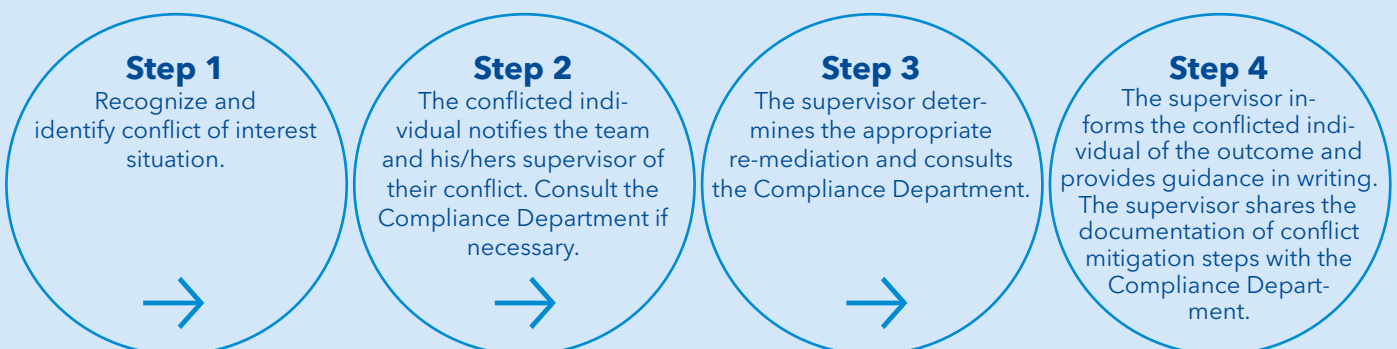 Step 1
Recognize and
identify conflict of interest
situation.
Step 2
The conflicted indi-
vidual notifies the team
and his/hers supervisor of
their conflict. Consult the
Compliance Department if
necessary.
Step 3
The supervisor deter-
mines the appropriate
re-mediation and consults
the Compliance Department.
Step 4
The supervisor in-
forms the conflicted indi-
vidual of the outcome and
provides guidance in writing.
The supervisor shares the
documentation of conflict
mitigation steps with the
Compliance Depart-
ment.